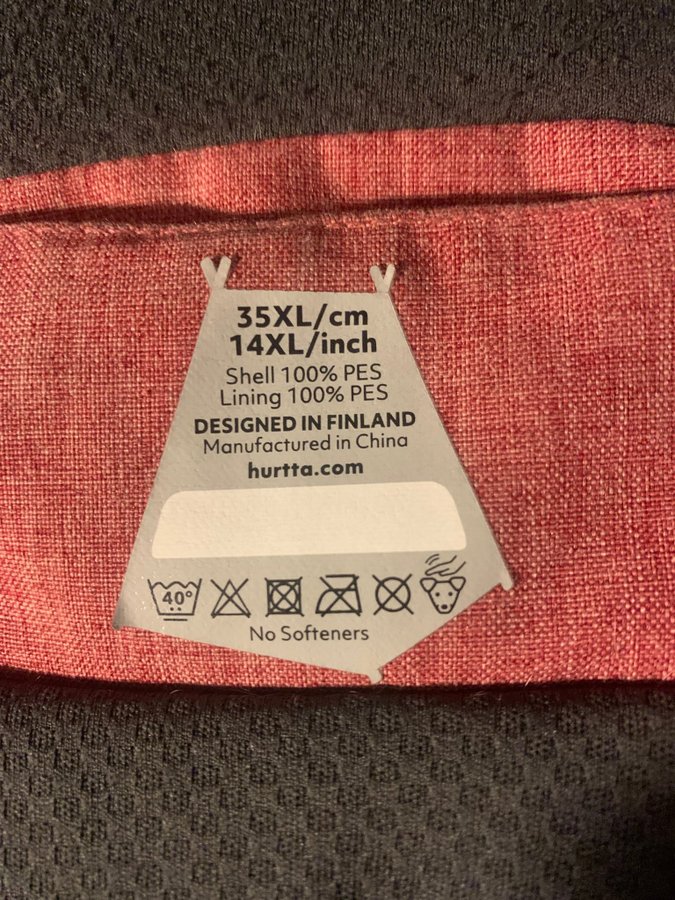 35XL/cm
14XL/inch
Shell 100% PES
Lining 100% PES
DESIGNED IN FINLAND
Manufactured in China
hurtta.com
40°
No Softeners